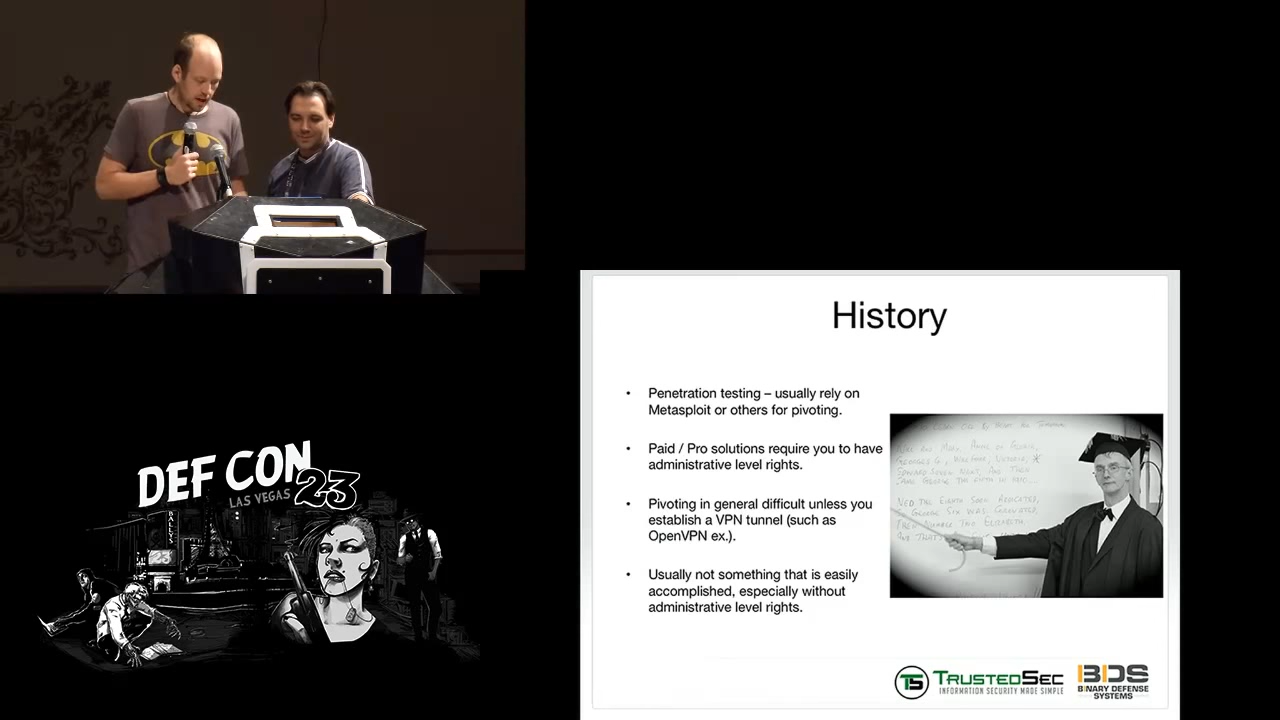 History
• Penetration testing – usually rely on
Metasploit or others for pivoting.
• Paid / Pro solutions require you to have
administrative level rights.
• Pivoting in general difficult unless you
establish a VPN tunnel (such as
OpenVPN ex.).
• Usually not something that is easily
accomplished, especially without
administrative level rights.
DEF CON
LAS VEGAS 23
BALLYS
TS TRUSTEDSEC
INFORMATION SECURITY MADE SIMPLE
BDS
BINARY DEFENSE
SYSTEMS